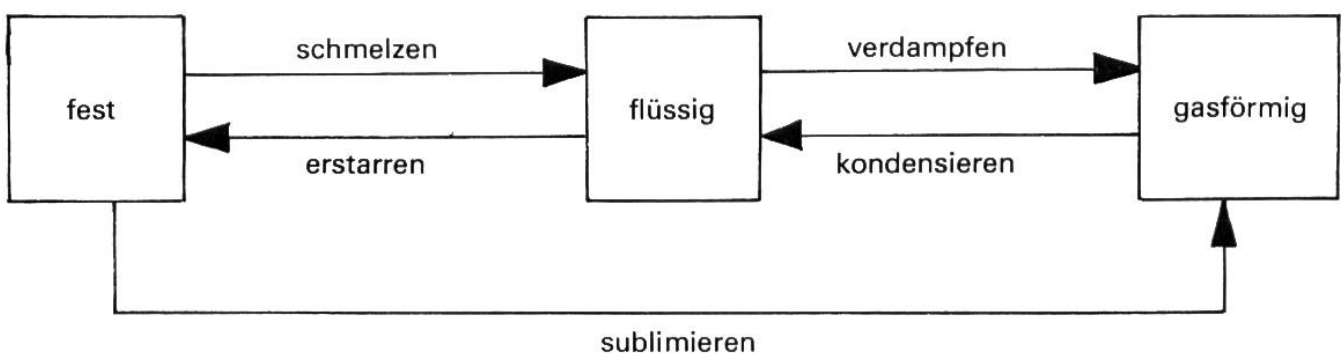 schmelzen
verdampfen
fest
flüssig
gasförmig
erstarren
kondensieren
sublimieren